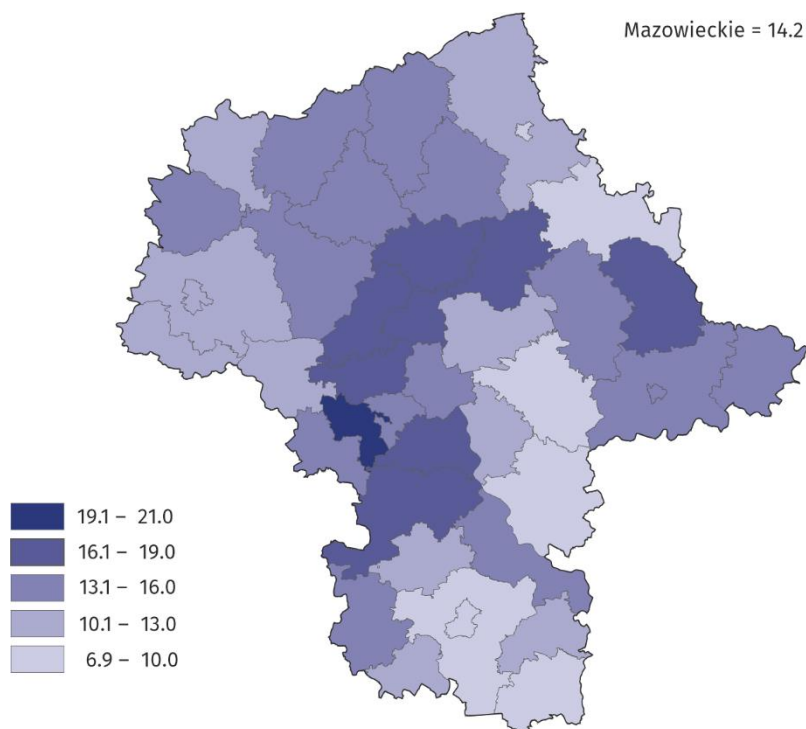 Mazowieckie = 14.2
19.1 – 21.0
16.1 – 19.0
13.1 – 16.0
10.1 – 13.0
6.9 – 10.0